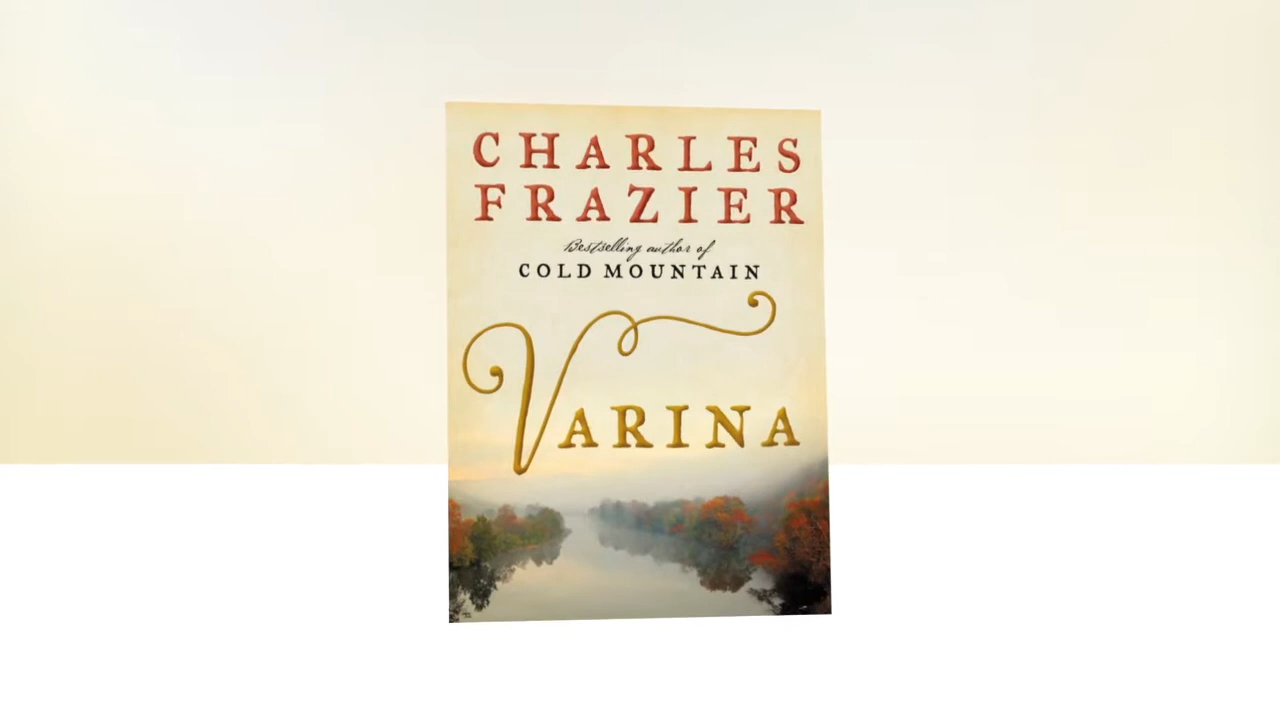 CHARLES
FRAZIER
Bestselling author of
COLD MOUNTAIN
VARINA